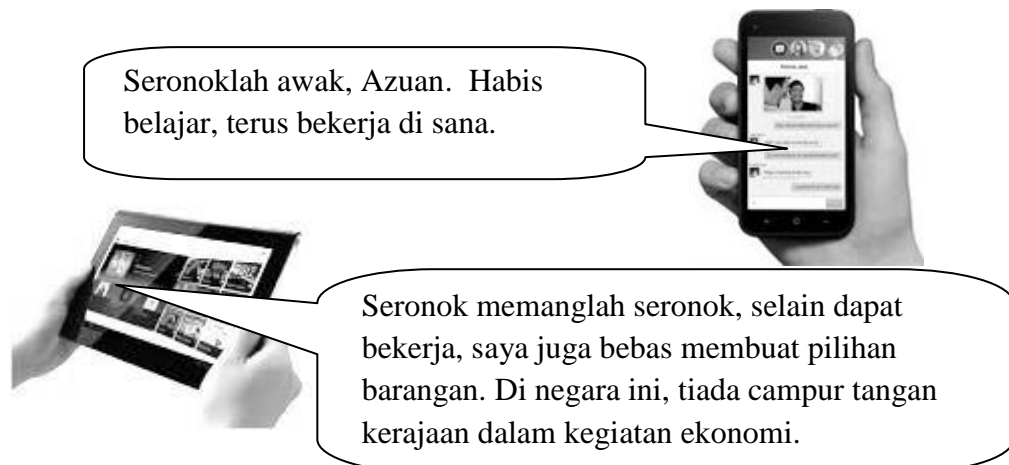 Seronoklah awak, Azuan. Habis
belajar, terus bekerja di sana.
Seronok memanglah seronok, selain dapat
bekerja, saya juga bebas membuat pilihan
barangan. Di negara ini, tiada campur tangan
kerajaan dalam kegiatan ekonomi.